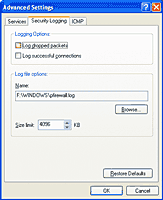 Advanced Settings
Services
Security Logging
ICMP
Logging Options:
Log dropped packets
Log successful connections
Log file options:
Name:
F:\WINDOWS\pfirewall.log
Browse...
Size limit: 4096 KB
Restore Defaults
OK
Cancel